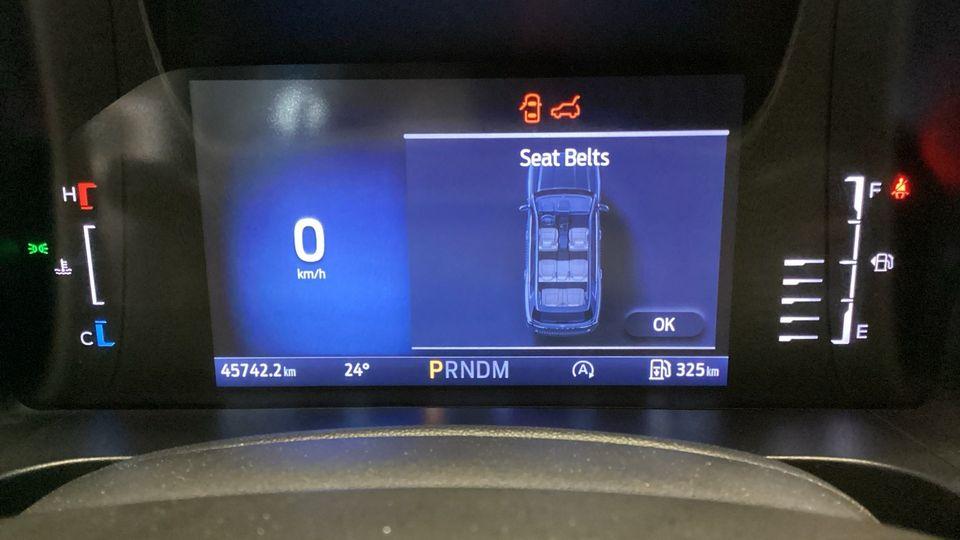 Seat Belts
H
F
0
km/h
C
OK
E
45742.2 km
24°
PRNDM
A
325 km